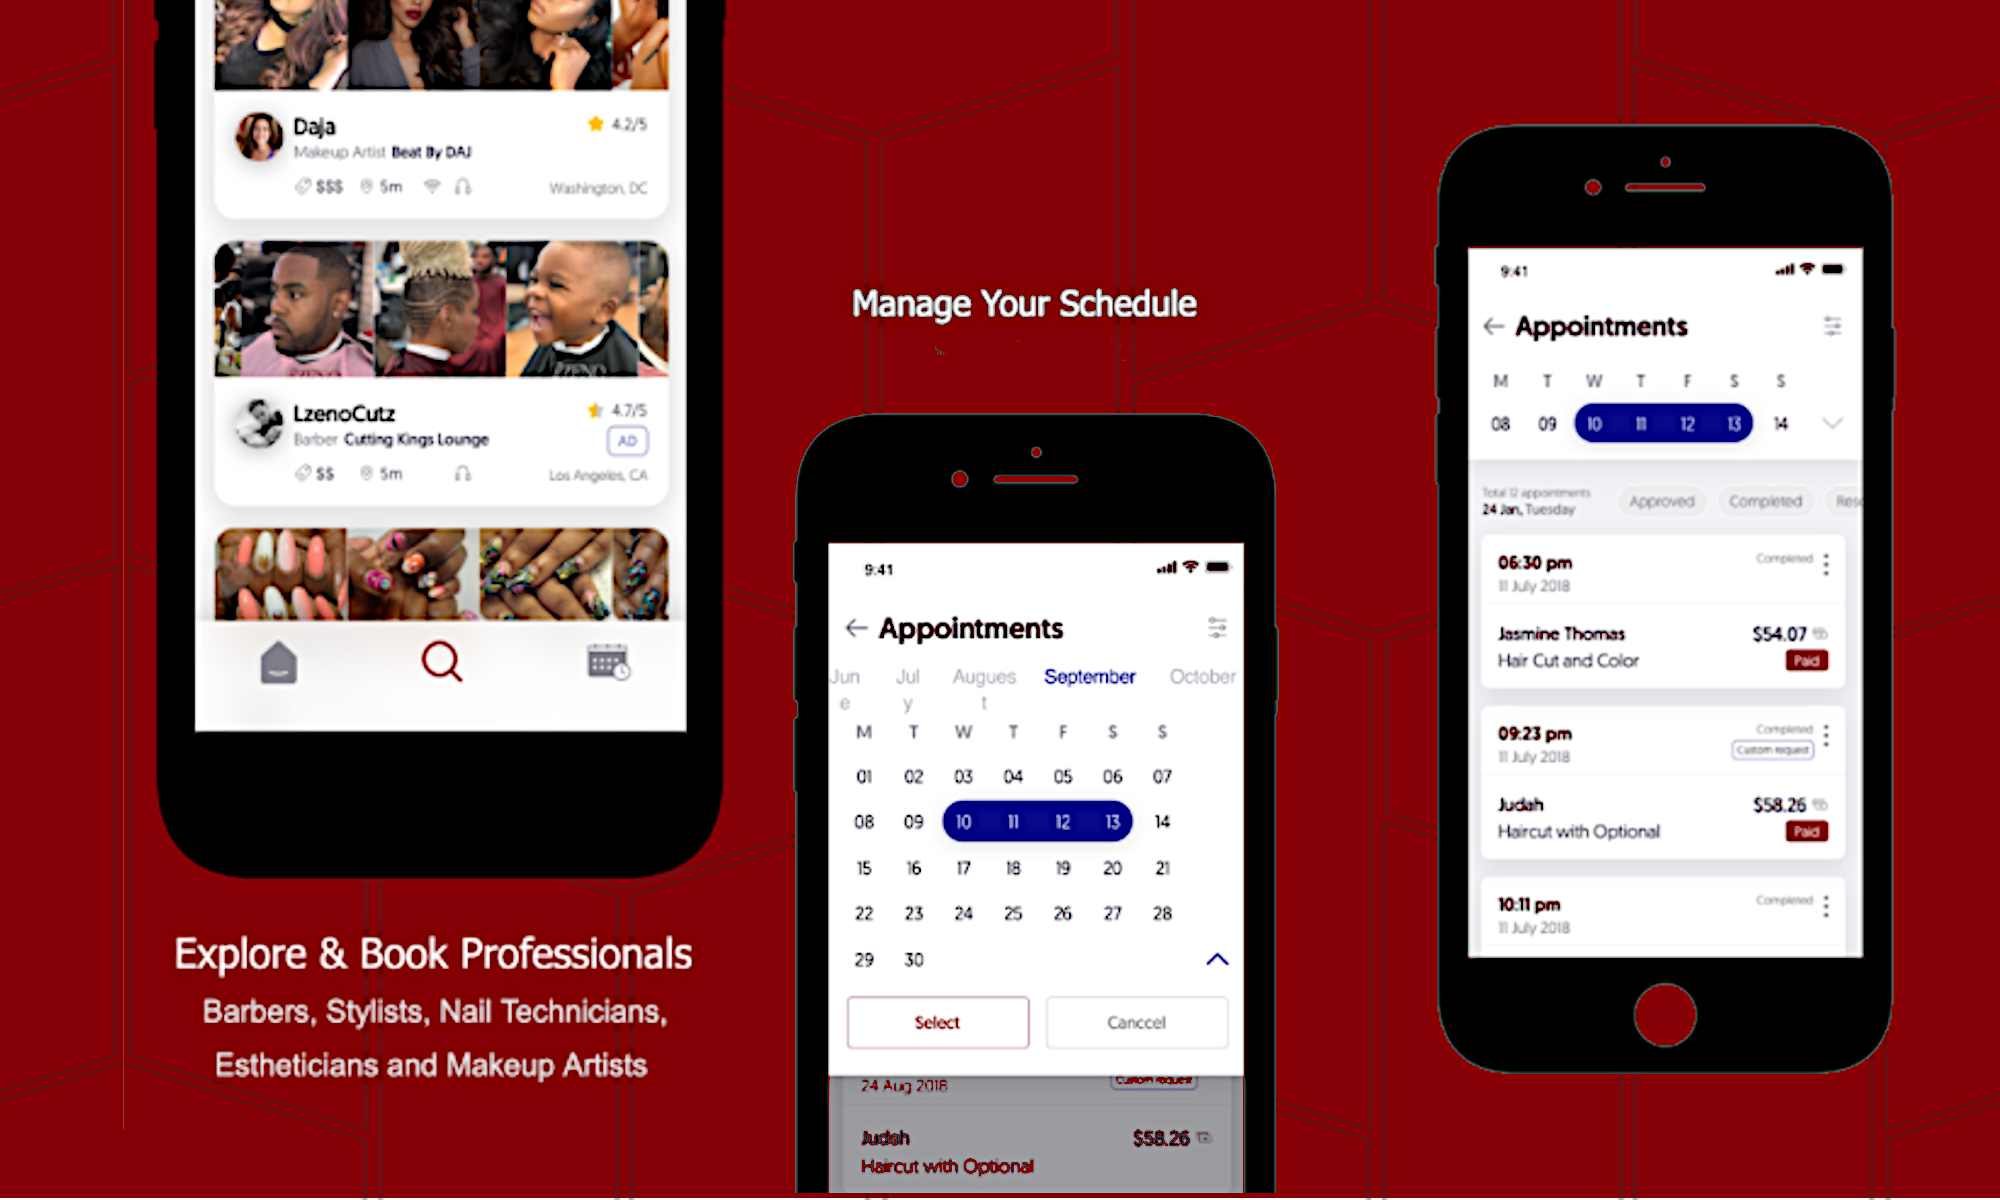 Daja
4.2/5
Makeup Artist Beat By DAJ
$$$ 5m
Washington, DC
LzenoCutz
4.7/5
Barber Cutting Kings Lounge
AD
$$ 5m
Los Angeles, CA
Explore & Book Professionals
Barbers, Stylists, Nail Technicians,
Estheticians and Makeup Artists
Manage Your Schedule
9:41
Appointments
Jun Jul Augues September October
e y t
M T W T F S S
01 02 03 04 05 06 07
08 09 10 11 12 13 14
15 16 17 18 19 20 21
22 23 24 25 26 27 28
29 30
Select Canccel
24 Aug 2018
Custom request
Judah
$58.26
Haircut with Optional
9:41
Appointments
M T W T F S S
08 09 10 11 12 13 14
Total 12 appointments
24 Jan, Tuesday
Approved Completed Resc
06:30 pm
Completed
11 July 2018
Jasmine Thomas
$54.07
Hair Cut and Color
Paid
09:23 pm
Completed
Custom request
11 July 2018
Judah
$58.26
Haircut with Optional
Paid
10:11 pm
Completed
11 July 2018